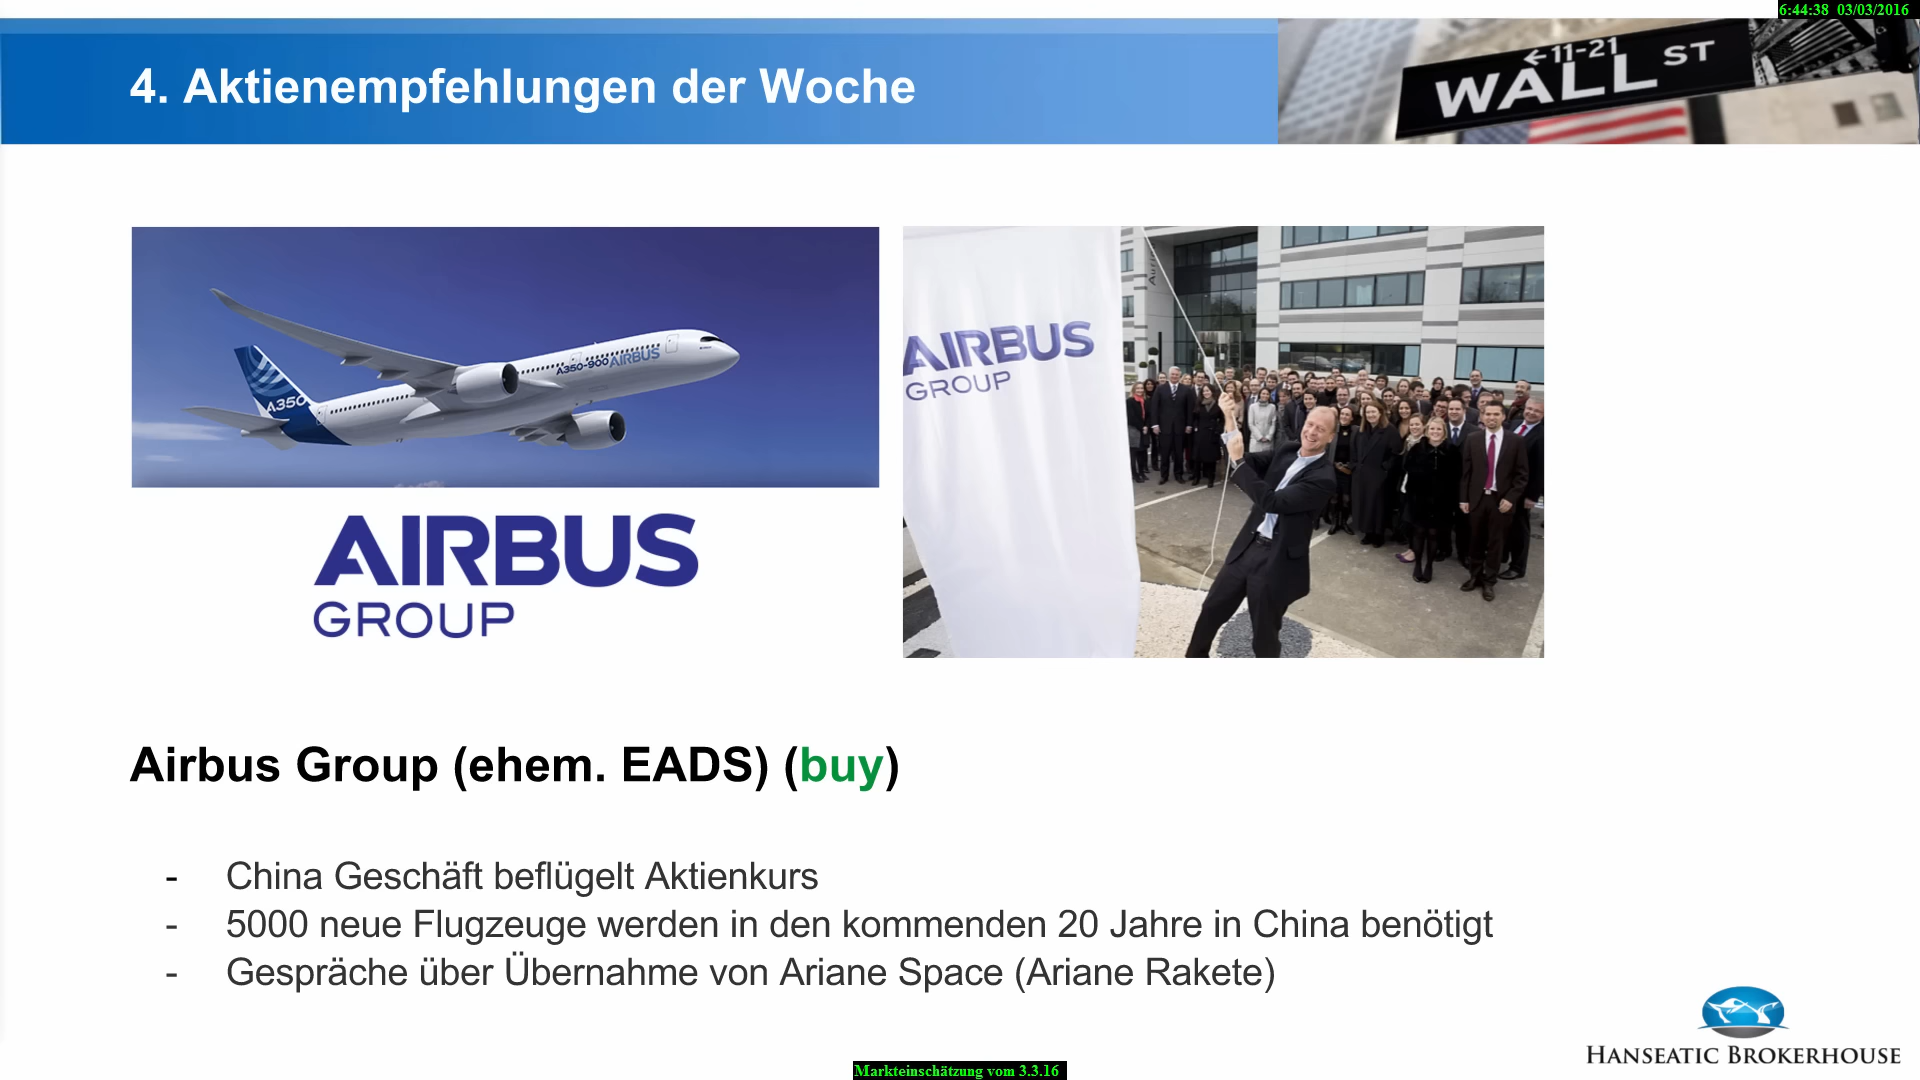 6:44:38 03/03/2016
4. Aktienempfehlungen der Woche
←11-21
WALL ST
A350-900 AIRBUS
A350
AIRBUS
GROUP
AIRBUS
GROUP
Airbus Group (ehem. EADS) (buy)
- China Geschäft beflügelt Aktienkurs
- 5000 neue Flugzeuge werden in den kommenden 20 Jahre in China benötigt
- Gespräche über Übernahme von Ariane Space (Ariane Rakete)
HANSEATIC BROKERHOUSE
Markteinschätzung vom 3.3.16